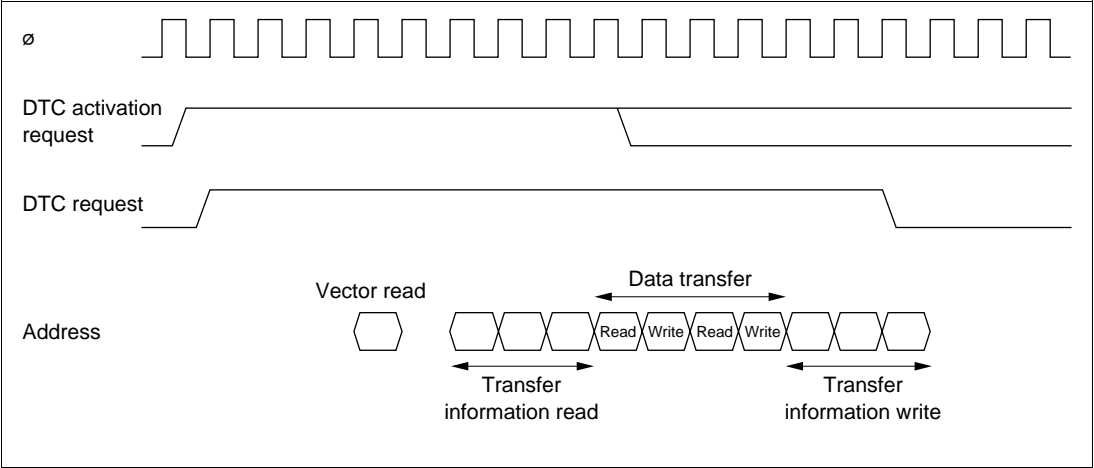 ø
DTC activation
request
DTC request
Data transfer
Vector read
Address
Read Write Read Write
Transfer
information read
Transfer
information write